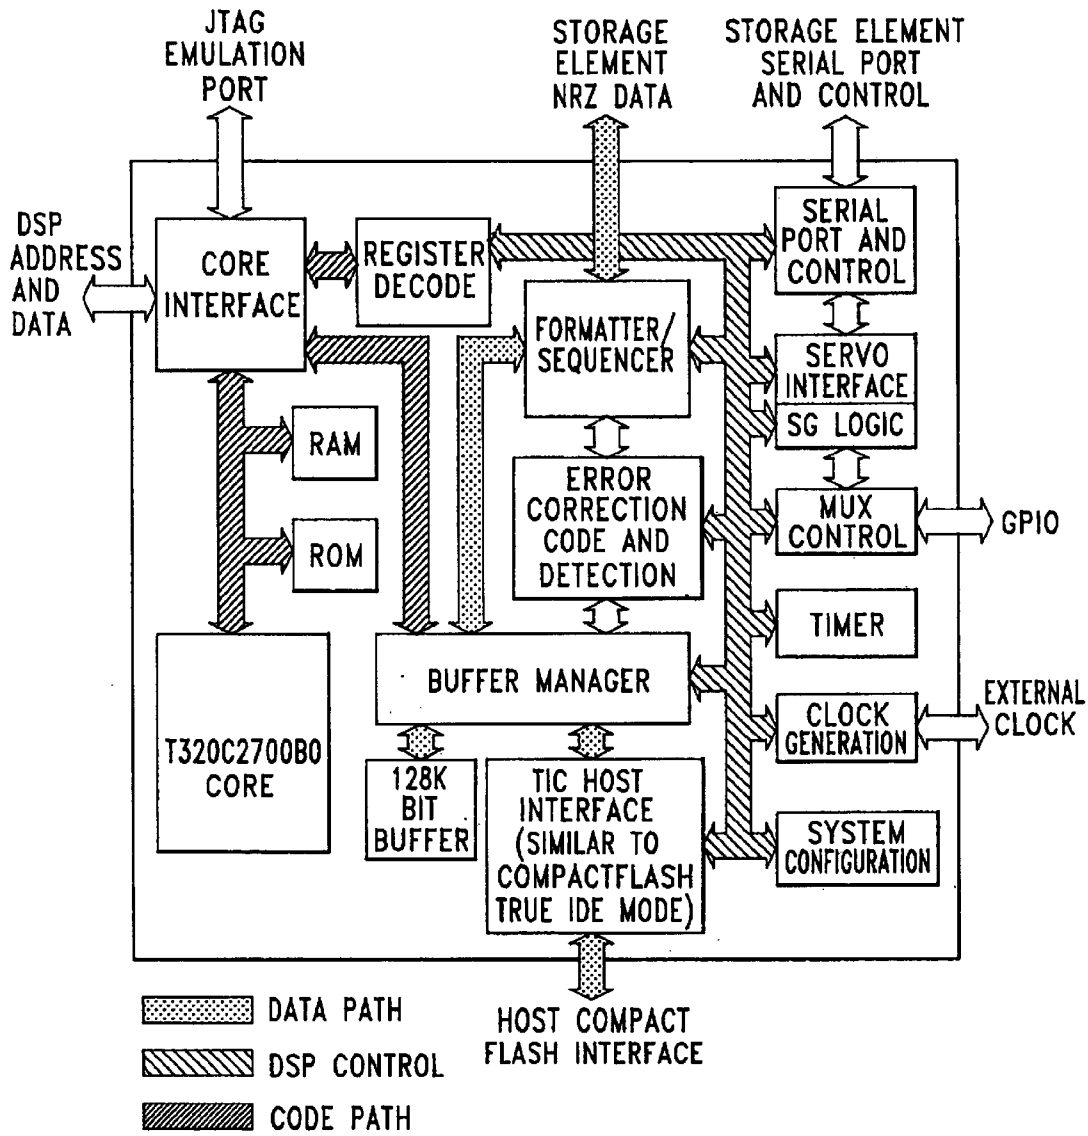 JTAG
EMULATION
PORT
STORAGE
ELEMENT
NRZ DATA
STORAGE ELEMENT
SERIAL PORT
AND CONTROL
DSP
ADDRESS
AND
DATA
CORE
INTERFACE
REGISTER
DECODE
SERIAL
PORT AND
CONTROL
FORMATTER/
SEQUENCER
SERVO
INTERFACE
SG LOGIC
RAM
ROM
ERROR
CORRECTION
CODE AND
DETECTION
MUX
CONTROL
GPIO
TIMER
BUFFER MANAGER
CLOCK
GENERATION
EXTERNAL
CLOCK
T320C2700B0
CORE
128K
BIT
BUFFER
TIC HOST
INTERFACE
(SIMILAR TO
COMPACTFLASH
TRUE IDE MODE)
SYSTEM
CONFIGURATION
HOST COMPACT
FLASH INTERFACE
DATA PATH
DSP CONTROL
CODE PATH